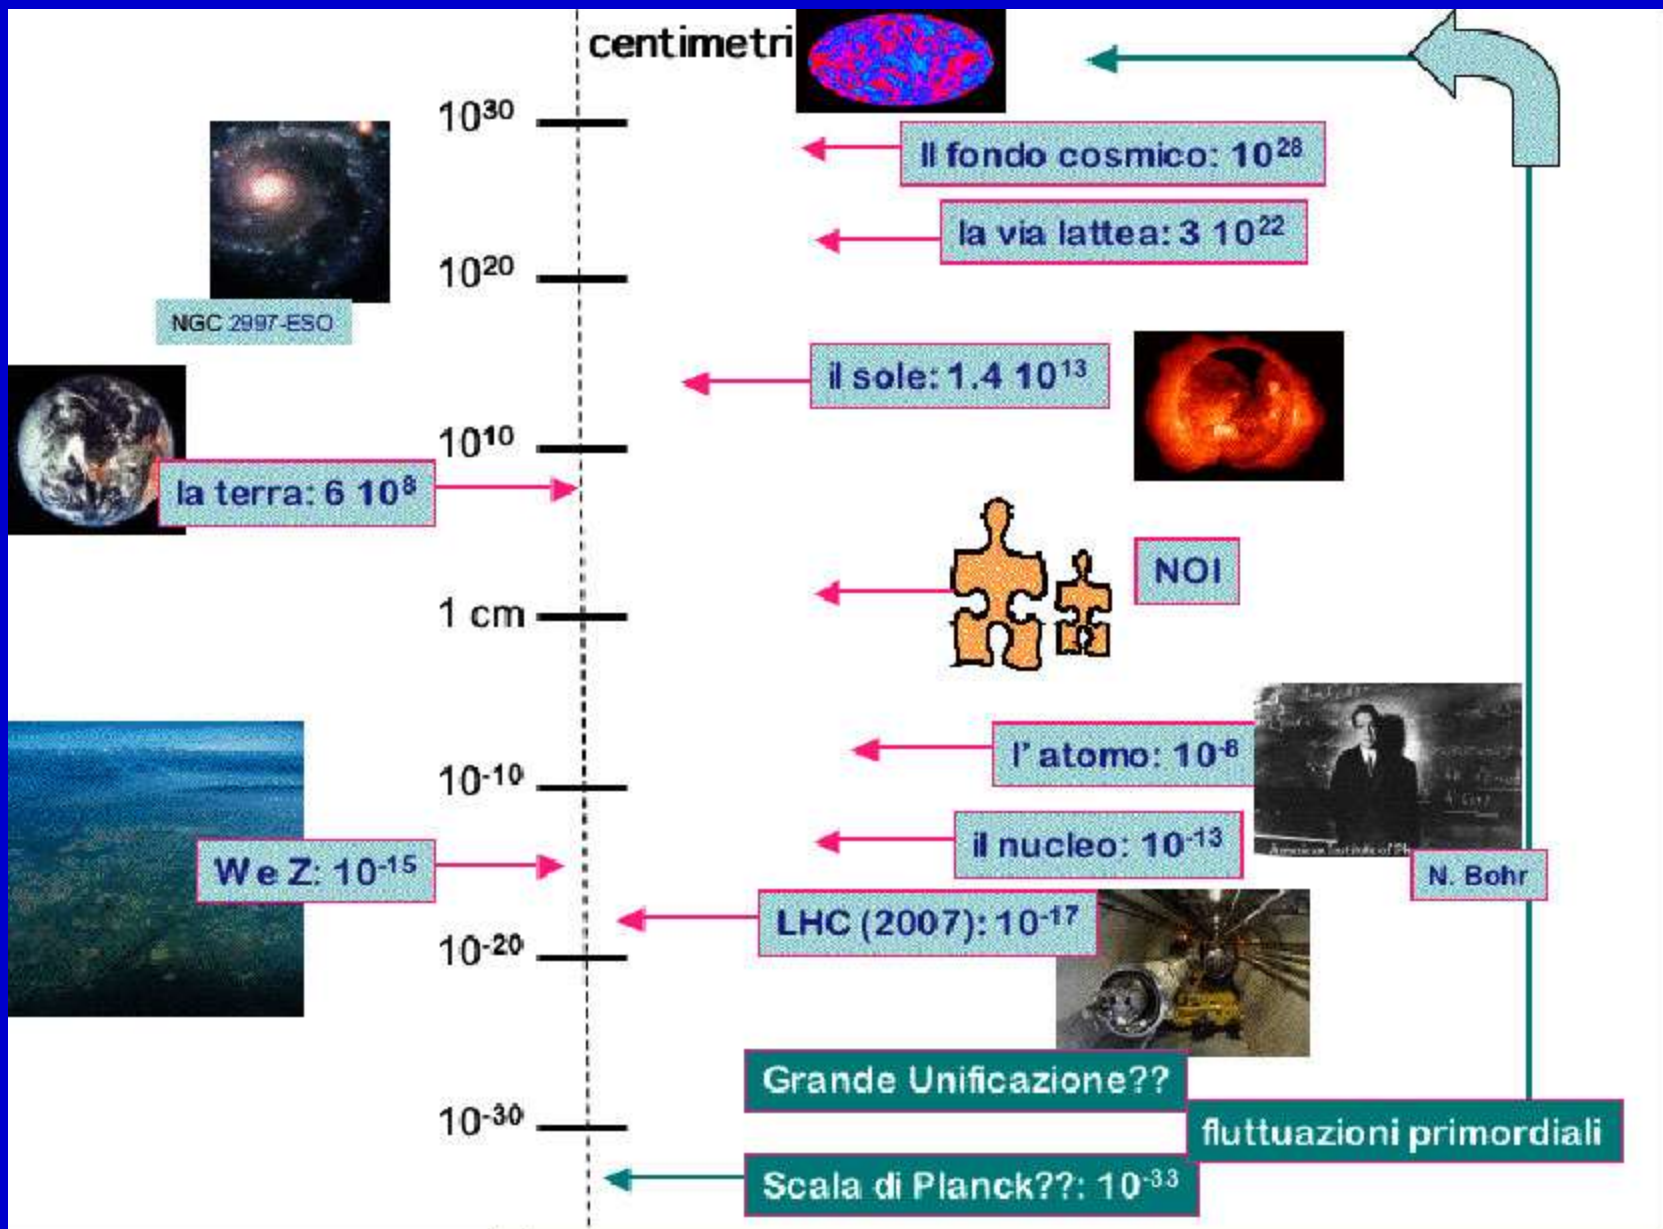 centimetri
10³⁰
Il fondo cosmico: 10²⁸
la via lattea: 3 10²²
10²⁰
NGC 2997-ESO
il sole: 1.4 10¹³
10¹⁰
la terra: 6 10⁸
NOI
1 cm
l' atomo: 10⁻⁸
10⁻¹⁰
il nucleo: 10⁻¹³
American Institute of
W e Z: 10⁻¹⁵
N. Bohr
LHC (2007): 10⁻¹⁷
10⁻²⁰
Grande Unificazione??
10⁻³⁰
fluttuazioni primordiali
Scala di Planck??: 10⁻³³